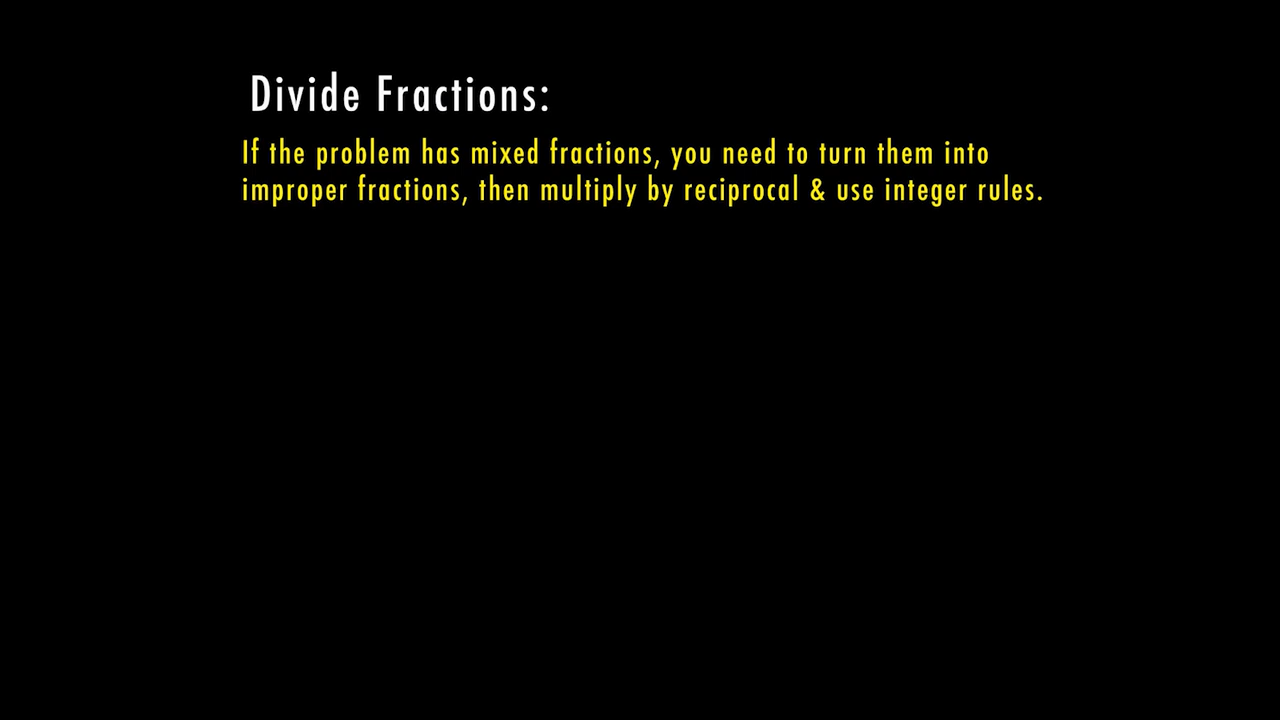 Divide Fractions:
If the problem has mixed fractions, you need to turn them into
improper fractions, then multiply by reciprocal & use integer rules.